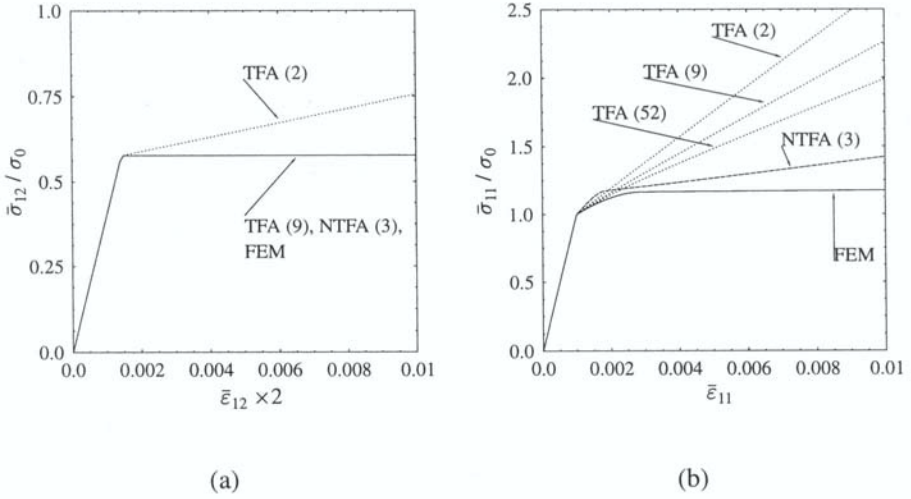 1.0
0.75
0.5
0.25
0.0
σ̄₁₂ / σ₀
TFA (2)
TFA (9), NTFA (3),
FEM
0.0 0.002 0.004 0.006 0.008 0.01
ε̄₁₂ ×2
(a)
2.5
2.0
1.5
1.0
0.5
0.0
σ̄₁₁ / σ₀
TFA (2)
TFA (9)
TFA (52)
NTFA (3)
FEM
0.0 0.002 0.004 0.006 0.008 0.01
ε̄₁₁
(b)